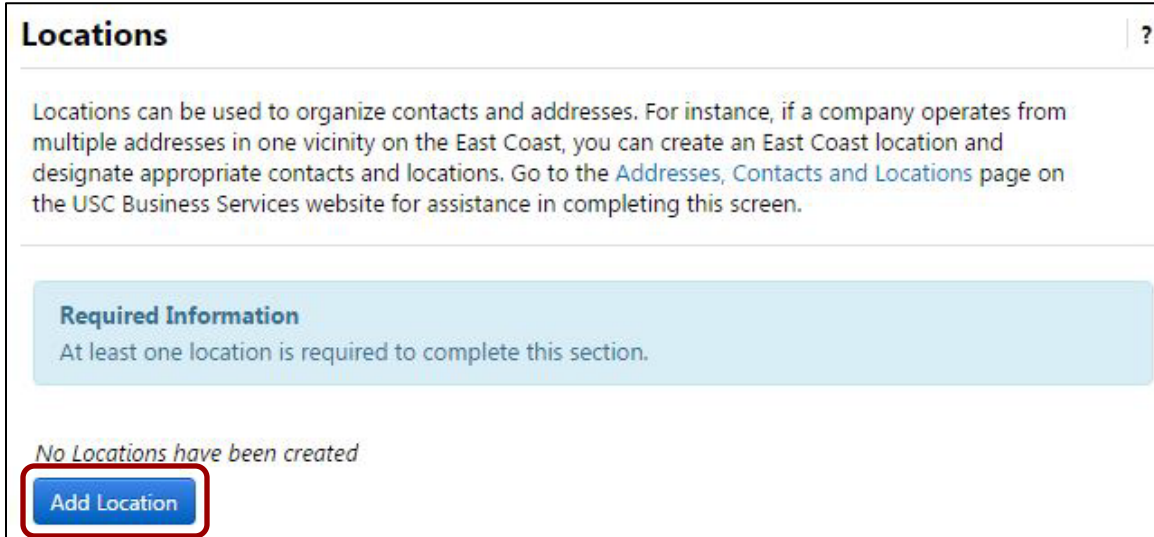 Locations
?
Locations can be used to organize contacts and addresses. For instance, if a company operates from
multiple addresses in one vicinity on the East Coast, you can create an East Coast location and
designate appropriate contacts and locations. Go to the Addresses, Contacts and Locations page on
the USC Business Services website for assistance in completing this screen.
Required Information
At least one location is required to complete this section.
No Locations have been created
Add Location